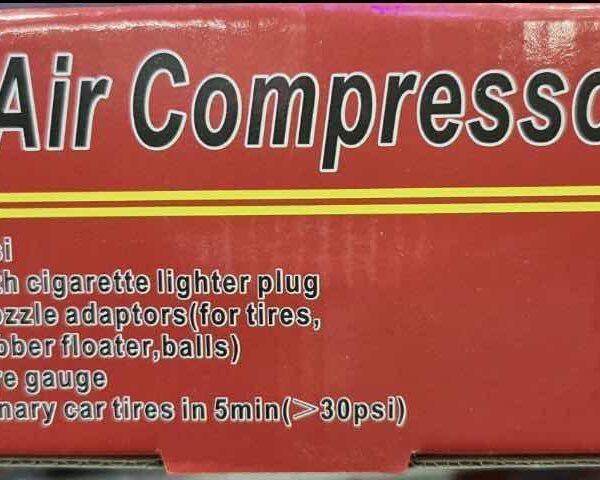 Air Compresso
si
th cigarette lighter plug
ozzle adaptors(for tires,
bber floater,balls)
re gauge
nary car tires in 5min(>30psi)